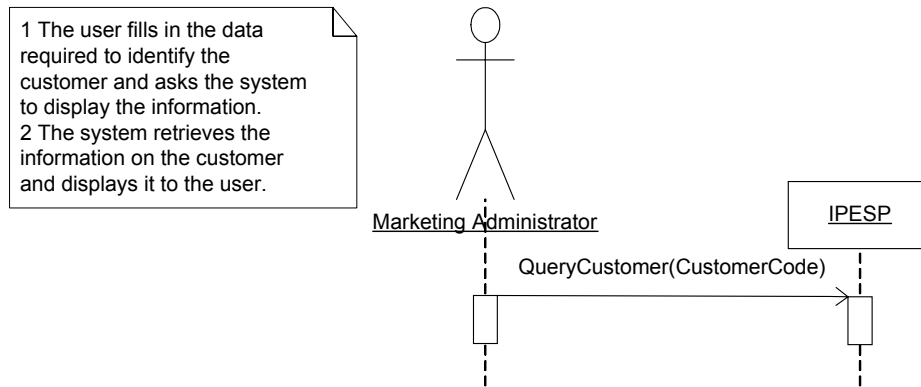 1 The user fills in the data
required to identify the
customer and asks the system
to display the information.
2 The system retrieves the
information on the customer
and displays it to the user.
Marketing Administrator
IPESP
QueryCustomer(CustomerCode)